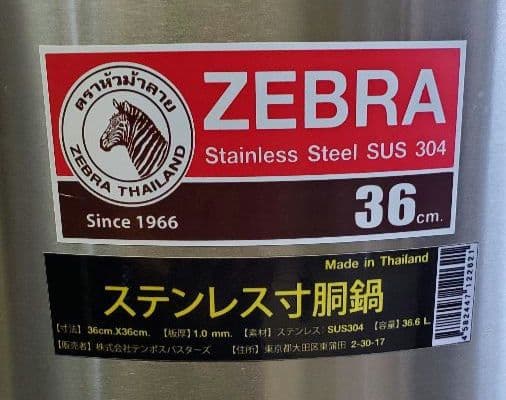 ตราหัวม้าลาย
ZEBRA THAILAND
ZEBRA
Stainless Steel SUS 304
Since 1966
36 cm.
Made in Thailand
ステンレス寸胴鍋
【寸法】36cm.X36cm. 【板厚】1.0 mm. 【素材】ステンレス:SUS304 【容量】36.6 L.
【販売者】株式会社テンポスバスターズ 【住所】東京都大田区東蒲田 2-30-17
4582447122621